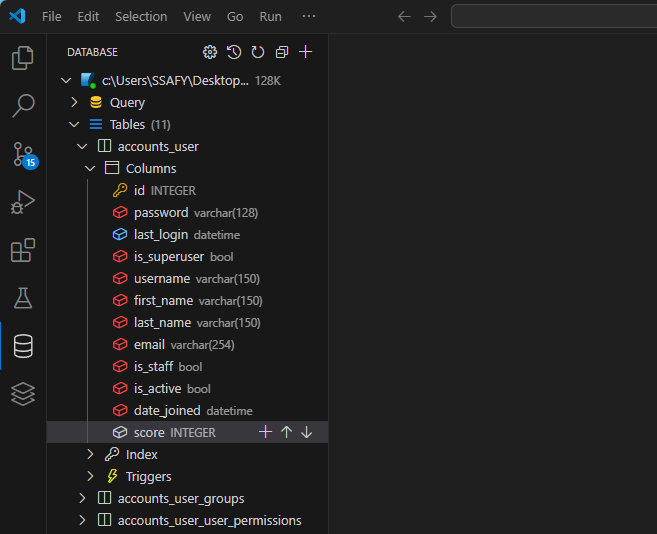 File Edit Selection View Go Run ···
DATABASE
c:\Users\SSAFY\Desktop... 128K
Query
Tables (11)
accounts_user
Columns
id INTEGER
password varchar(128)
last_login datetime
15
is_superuser bool
username varchar(150)
first_name varchar(150)
last_name varchar(150)
email varchar(254)
is_staff bool
is_active bool
date_joined datetime
score INTEGER
Index
Triggers
accounts_user_groups
accounts_user_user_permissions